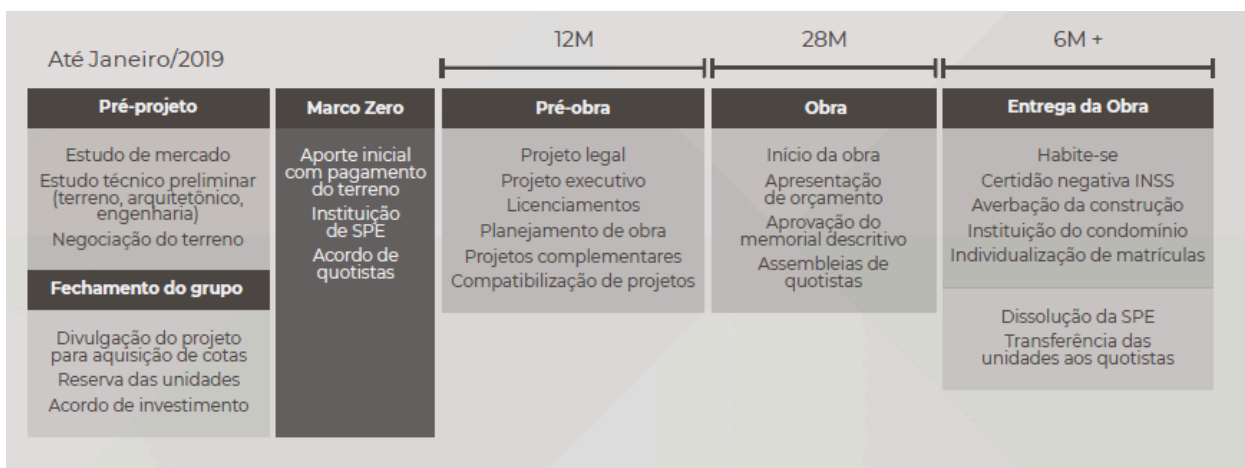 Até Janeiro/2019
12M
28M
6M +
Pré-projeto
Estudo de mercado
Estudo técnico preliminar
(terreno, arquitetônico,
engenharia)
Negociação do terreno
Fechamento do grupo
Divulgação do projeto
para aquisição de cotas
Reserva das unidades
Acordo de investimento
Marco Zero
Aporte inicial
com pagamento
do terreno
Instituição
de SPE
Acordo de
quotistas
Pré-obra
Projeto legal
Projeto executivo
Licenciamentos
Planejamento de obra
Projetos complementares
Compatibilização de projetos
Obra
Início da obra
Apresentação
de orçamento
Aprovação do
memorial descritivo
Assembleias de
quotistas
Entrega da Obra
Habite-se
Certidão negativa INSS
Averbação da construção
Instituição do condomínio
Individualização de matrículas
Dissolução da SPE
Transferência das
unidades aos quotistas